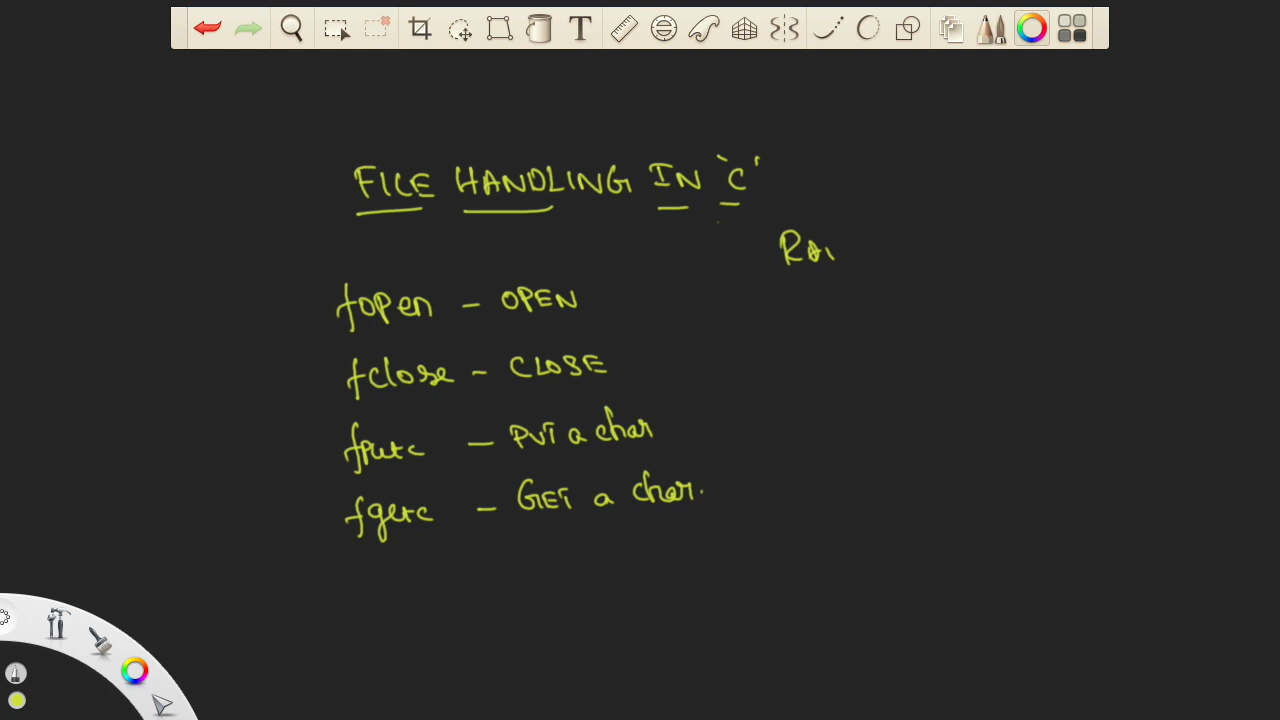 FILE HANDLING IN 'C'
fopen - OPEN
fclose - CLOSE
fputc - PUT a char
fgetc - GET a char.